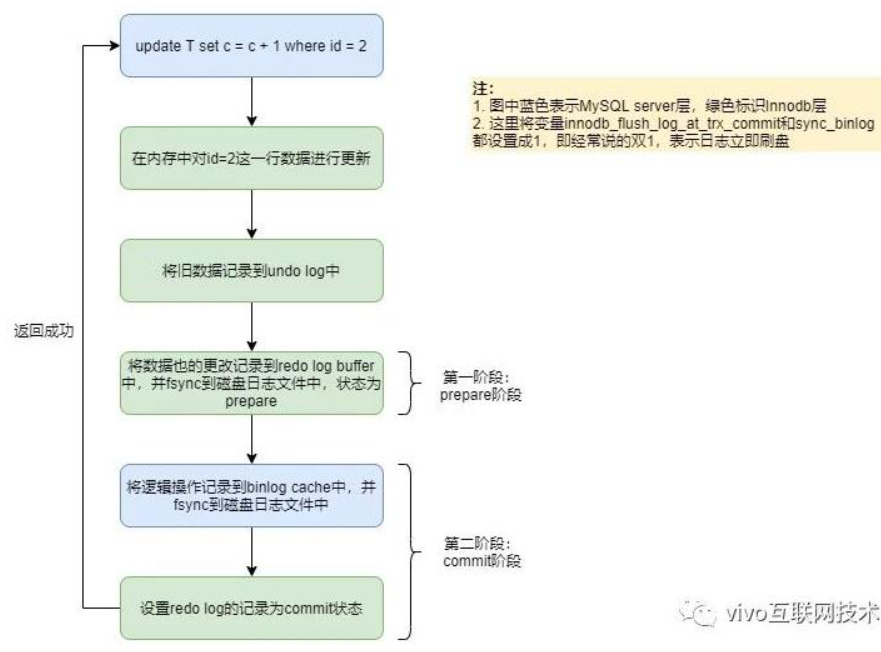 update T set c = c + 1 where id = 2
注：
1. 图中蓝色表示MySQL server层，绿色标识Innodb层
2. 这里将变量innodb_flush_log_at_trx_commit和sync_binlog
都设置成1，即经常说的双1，表示日志立即刷盘
在内存中对id=2这一行数据进行更新
将旧数据记录到undo log中
返回成功
将数据也的更改记录到redo log buffer
中，并fsync到磁盘日志文件中，状态为
prepare
第一阶段：
prepare阶段
将逻辑操作记录到binlog cache中，并
fsync到磁盘日志文件中
第二阶段：
commit阶段
设置redo log的记录为commit状态
vivo互联网技术